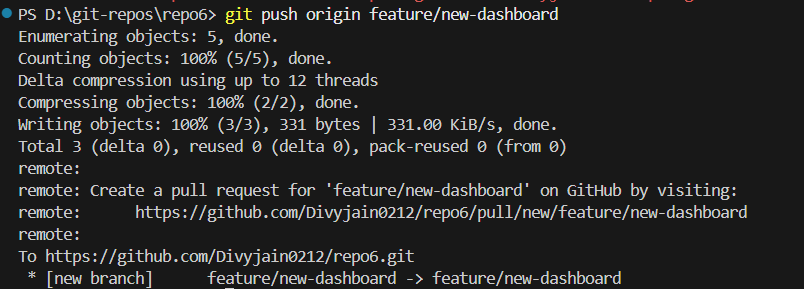 PS D:\git-repos\repo6> git push origin feature/new-dashboard
Enumerating objects: 5, done.
Counting objects: 100% (5/5), done.
Delta compression using up to 12 threads
Compressing objects: 100% (2/2), done.
Writing objects: 100% (3/3), 331 bytes | 331.00 KiB/s, done.
Total 3 (delta 0), reused 0 (delta 0), pack-reused 0 (from 0)
remote:
remote: Create a pull request for 'feature/new-dashboard' on GitHub by visiting:
remote:      https://github.com/Divyjain0212/repo6/pull/new/feature/new-dashboard
remote:
To https://github.com/Divyjain0212/repo6.git
 * [new branch]      feature/new-dashboard -> feature/new-dashboard